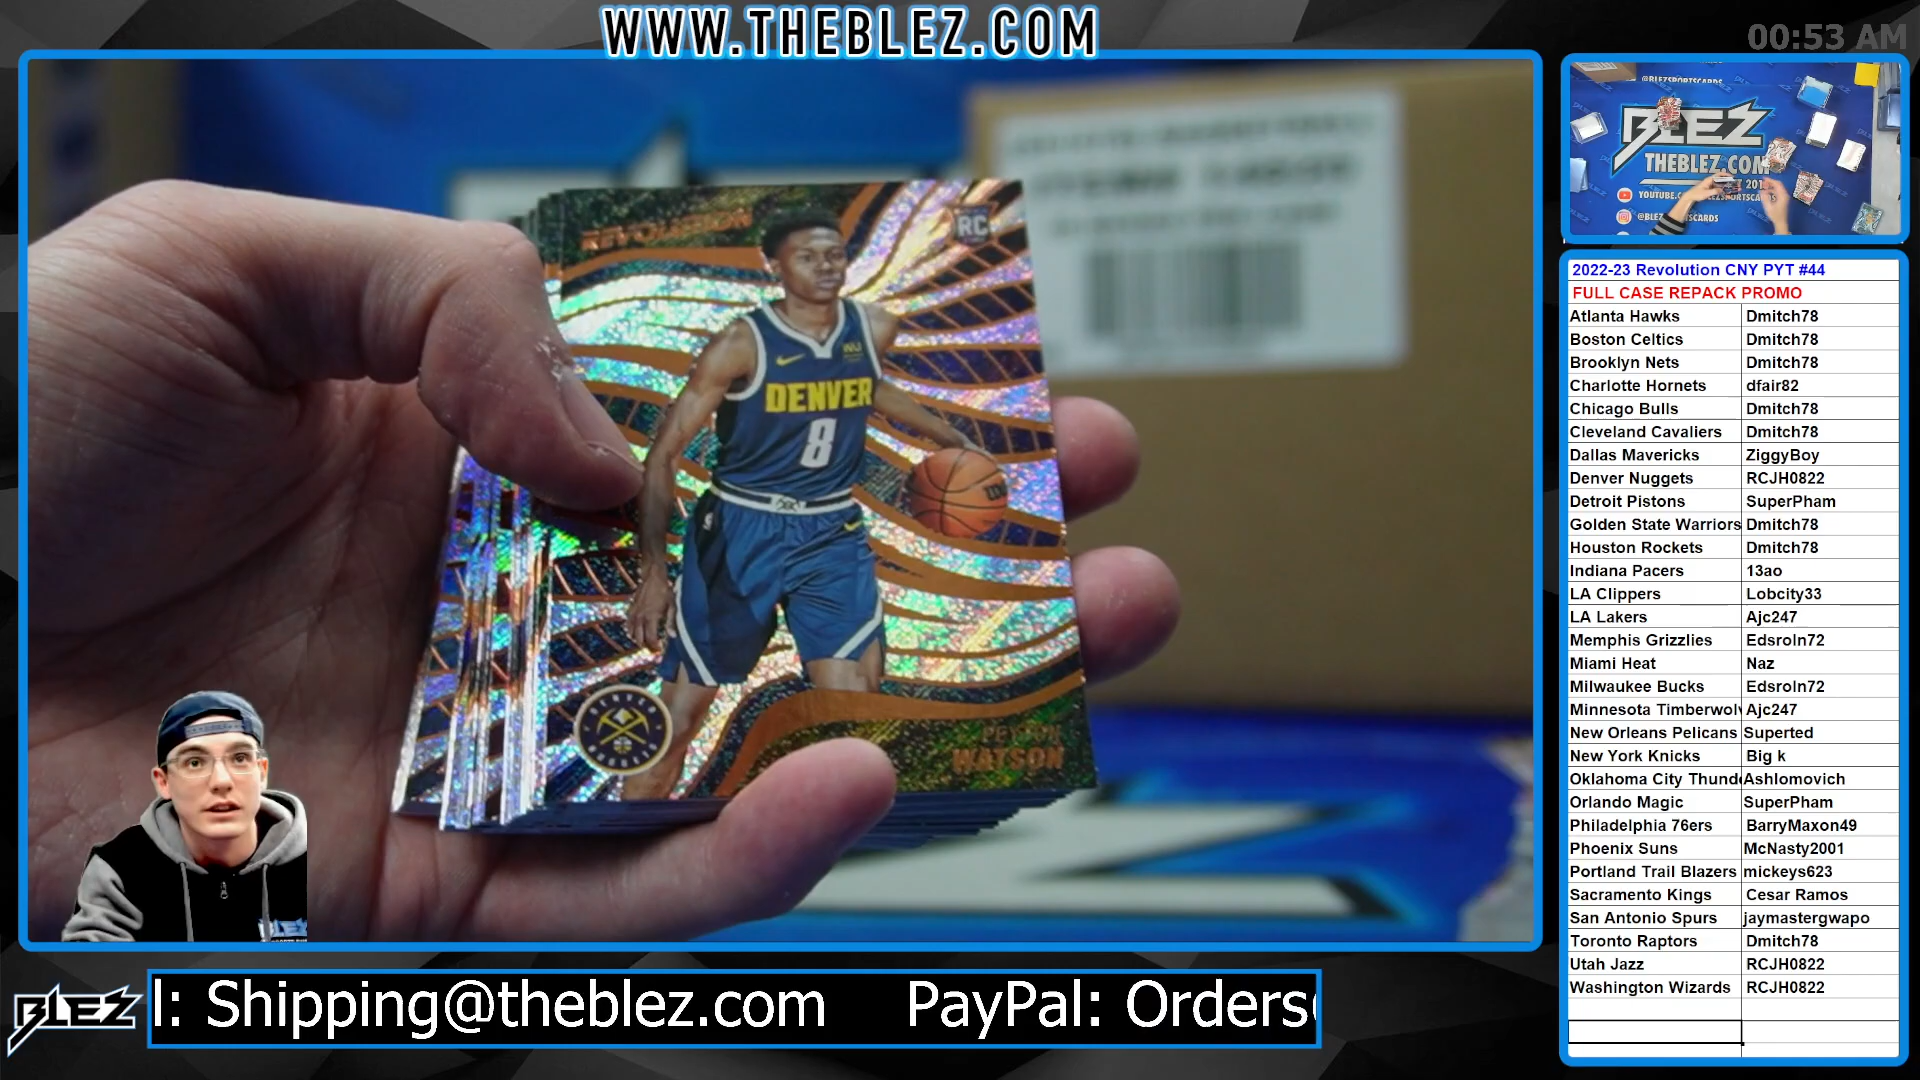 WWW.THEBLEZ.COM
00:53 AM
REVOLUTION
RC
DENVER
8
DENVER
NUGGETS
PEYTON
WATSON
@BLEZSPORTSCARDS
BLEZ
THEBLEZ.COM
2022-23 Revolution CNY PYT #44
FULL CASE REPACK PROMO
Atlanta Hawks Dmitch78
Boston Celtics Dmitch78
Brooklyn Nets Dmitch78
Charlotte Hornets dfair82
Chicago Bulls Dmitch78
Cleveland Cavaliers Dmitch78
Dallas Mavericks ZiggyBoy
Denver Nuggets RCJH0822
Detroit Pistons SuperPham
Golden State Warriors Dmitch78
Houston Rockets Dmitch78
Indiana Pacers 13ao
LA Clippers Lobcity33
LA Lakers Ajc247
Memphis Grizzlies Edsroln72
Miami Heat Naz
Milwaukee Bucks Edsroln72
Minnesota Timberwolv Ajc247
New Orleans Pelicans Superted
New York Knicks Big k
Oklahoma City Thunde Ashlomovich
Orlando Magic SuperPham
Philadelphia 76ers BarryMaxon49
Phoenix Suns McNasty2001
Portland Trail Blazers mickeys623
Sacramento Kings Cesar Ramos
San Antonio Spurs jaymastergwapo
Toronto Raptors Dmitch78
Utah Jazz RCJH0822
Washington Wizards RCJH0822
BLEZ
BLEZ
l: Shipping@theblez.com PayPal: Orders@